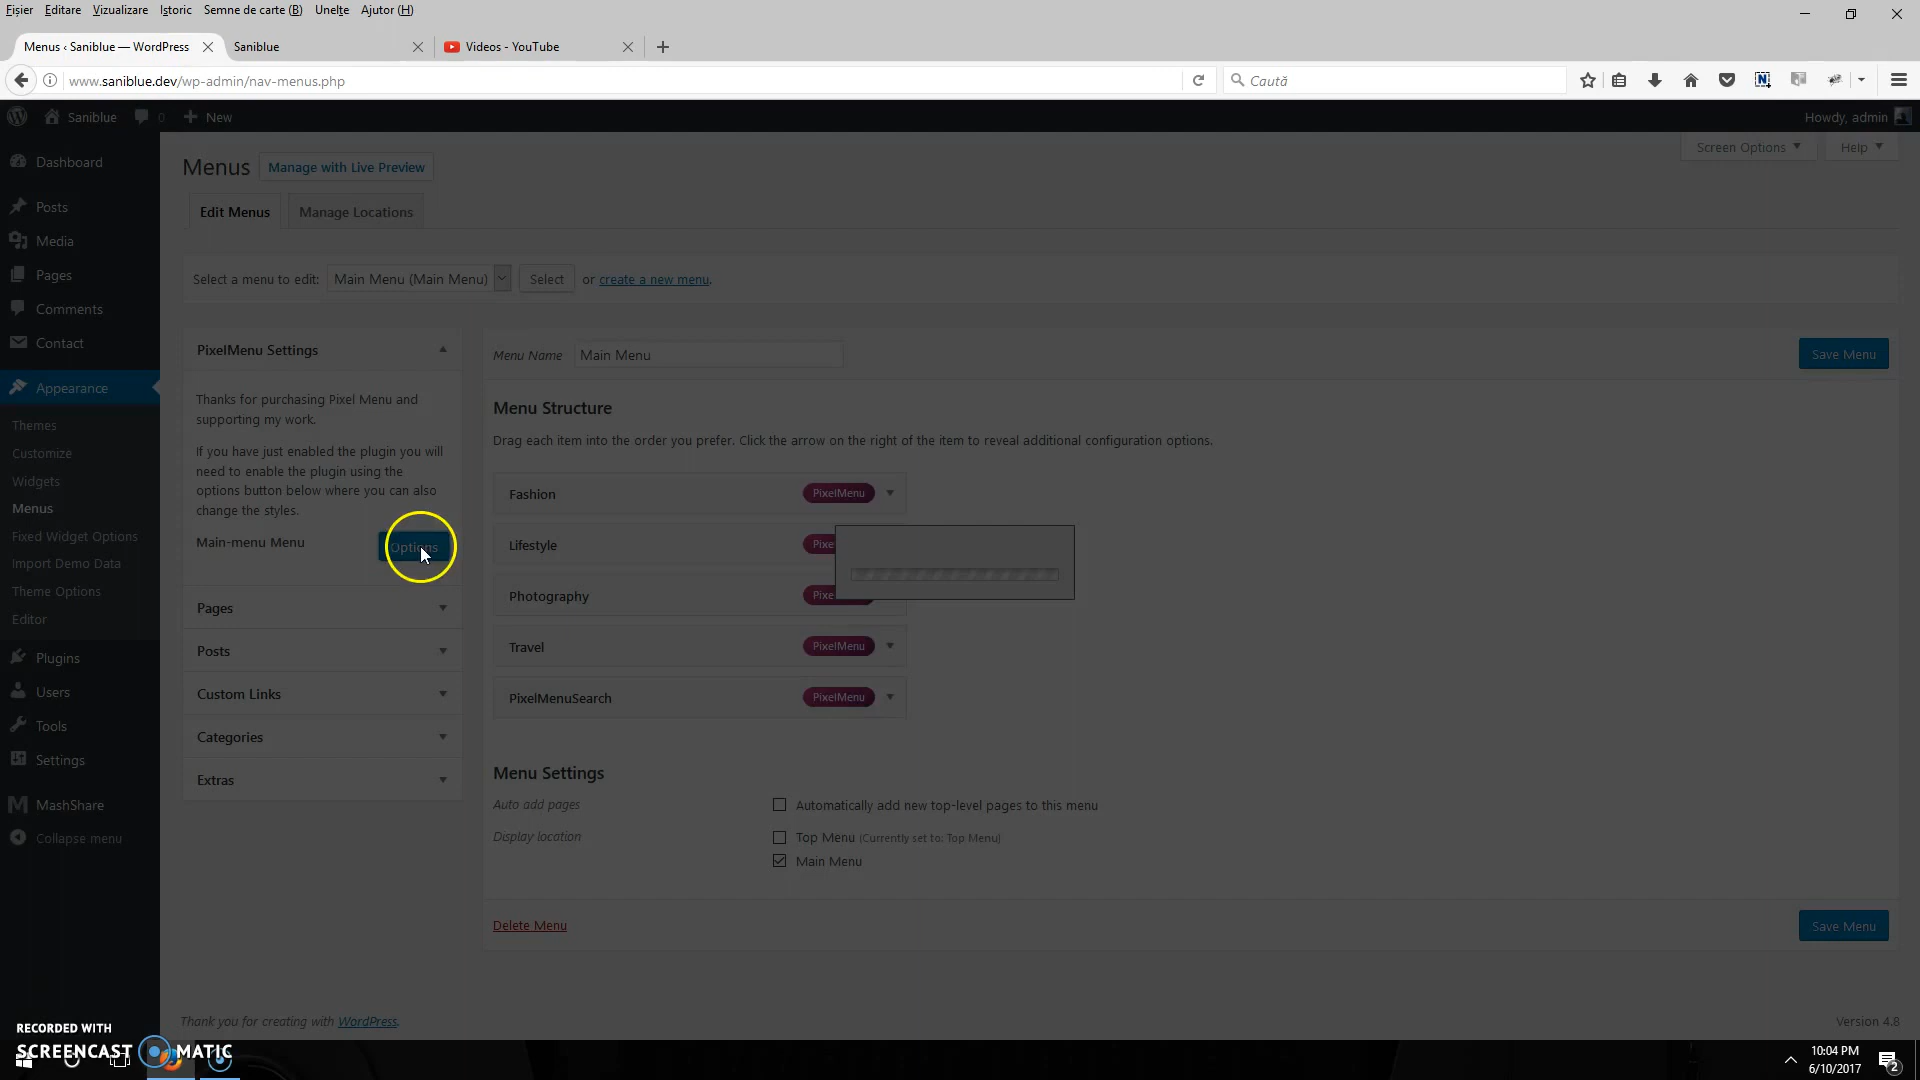 Fișier Editare Vizualizare Istoric Semne de carte (B) Unelte Ajutor (H)
Menus ‹ Saniblue — WordPress
Saniblue
Videos - YouTube
www.saniblue.dev/wp-admin/nav-menus.php
Caută
Saniblue 0 New
Howdy, admin
Dashboard
Posts
Media
Pages
Comments
Contact
Appearance
Themes
Customize
Widgets
Menus
Fixed Widget Options
Import Demo Data
Theme Options
Editor
Plugins
Users
Tools
Settings
MashShare
Collapse menu
Menus Manage with Live Preview
Screen Options Help
Edit Menus Manage Locations
Select a menu to edit: Main Menu (Main Menu) Select or create a new menu.
PixelMenu Settings
Thanks for purchasing Pixel Menu and
supporting my work.
If you have just enabled the plugin you will
need to enable the plugin using the
options button below where you can also
change the styles.
Main-menu Menu Options
Pages
Posts
Custom Links
Categories
Extras
Menu Name Main Menu
Save Menu
Menu Structure
Drag each item into the order you prefer. Click the arrow on the right of the item to reveal additional configuration options.
Fashion PixelMenu
Lifestyle Pixe
Photography Pixe
Travel PixelMenu
PixelMenuSearch PixelMenu
Menu Settings
Auto add pages Automatically add new top-level pages to this menu
Display location Top Menu (Currently set to: Top Menu)
Main Menu
Delete Menu
Save Menu
Thank you for creating with WordPress.
Version 4.8
RECORDED WITH
SCREENCAST MATIC
10:04 PM
6/10/2017
2